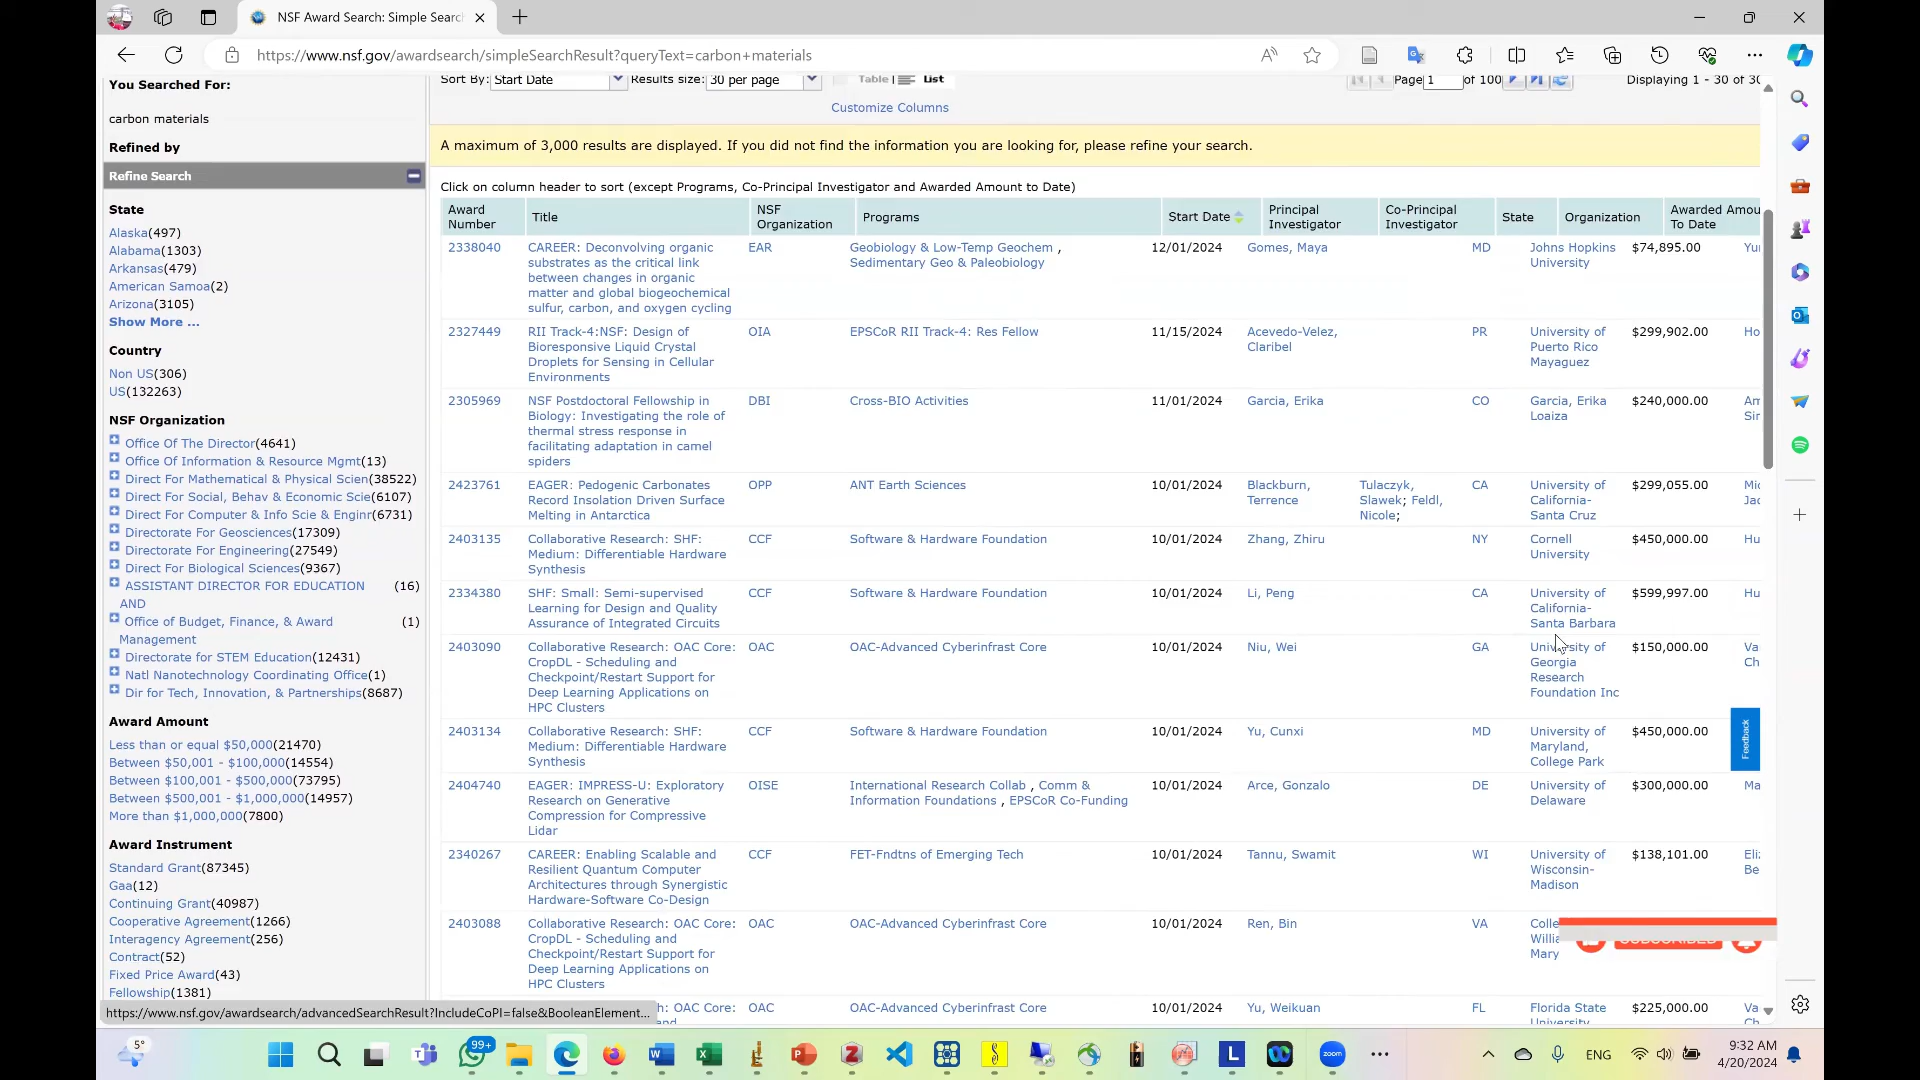 NSF Award Search: Simple Searc
https://www.nsf.gov/awardsearch/simpleSearchResult?queryText=carbon+materials
You Searched For:
carbon materials
Refined by
Refine Search
State
Alaska(497)
Alabama(1303)
Arkansas(479)
American Samoa(2)
Arizona(3105)
Show More ...
Country
Non US(306)
US(132263)
NSF Organization
Office Of The Director(4641)
Office Of Information & Resource Mgmt(13)
Direct For Mathematical & Physical Scien(38522)
Direct For Social, Behav & Economic Scie(6107)
Direct For Computer & Info Scie & Enginr(6731)
Directorate For Geosciences(17309)
Directorate For Engineering(27549)
Direct For Biological Sciences(9367)
ASSISTANT DIRECTOR FOR EDUCATION (16)
AND
Office of Budget, Finance, & Award (1)
Management
Directorate for STEM Education(12431)
Natl Nanotechnology Coordinating Office(1)
Dir for Tech, Innovation, & Partnerships(8687)
Award Amount
Less than or equal $50,000(21470)
Between $50,001 - $100,000(14554)
Between $100,001 - $500,000(73795)
Between $500,001 - $1,000,000(14957)
More than $1,000,000(7800)
Award Instrument
Standard Grant(87345)
Gaa(12)
Continuing Grant(40987)
Cooperative Agreement(1266)
Interagency Agreement(256)
Contract(52)
Fixed Price Award(43)
Fellowship(1381)
https://www.nsf.gov/awardsearch/advancedSearchResult?IncludeCoPI=false&BooleanElement...
Sort By: Start Date Results size: 30 per page Table | List Page 1 of 100 Displaying 1 - 30 of 30
Customize Columns
A maximum of 3,000 results are displayed. If you did not find the information you are looking for, please refine your search.
Click on column header to sort (except Programs, Co-Principal Investigator and Awarded Amount to Date)
Award Number Title NSF Organization Programs Start Date Principal Investigator Co-Principal Investigator State Organization Awarded Amou To Date
2338040 CAREER: Deconvolving organic EAR Geobiology & Low-Temp Geochem , 12/01/2024 Gomes, Maya MD Johns Hopkins $74,895.00 Yu
substrates as the critical link Sedimentary Geo & Paleobiology University
between changes in organic
matter and global biogeochemical
sulfur, carbon, and oxygen cycling
2327449 RII Track-4:NSF: Design of OIA EPSCoR RII Track-4: Res Fellow 11/15/2024 Acevedo-Velez, PR University of $299,902.00 Ho
Bioresponsive Liquid Crystal Claribel Puerto Rico
Droplets for Sensing in Cellular Mayaguez
Environments
2305969 NSF Postdoctoral Fellowship in DBI Cross-BIO Activities 11/01/2024 Garcia, Erika CO Garcia, Erika $240,000.00 Am
Biology: Investigating the role of Loaiza Sir
thermal stress response in
facilitating adaptation in camel
spiders
2423761 EAGER: Pedogenic Carbonates OPP ANT Earth Sciences 10/01/2024 Blackburn, Tulaczyk, CA University of $299,055.00 Mic
Record Insolation Driven Surface Terrence Slawek; Feldl, California- Jac
Melting in Antarctica Nicole; Santa Cruz
2403135 Collaborative Research: SHF: CCF Software & Hardware Foundation 10/01/2024 Zhang, Zhiru NY Cornell $450,000.00 Hu
Medium: Differentiable Hardware University
Synthesis
2334380 SHF: Small: Semi-supervised CCF Software & Hardware Foundation 10/01/2024 Li, Peng CA University of $599,997.00 Hu
Learning for Design and Quality California-
Assurance of Integrated Circuits Santa Barbara
2403090 Collaborative Research: OAC Core: OAC OAC-Advanced Cyberinfrast Core 10/01/2024 Niu, Wei GA University of $150,000.00 Va
CropDL - Scheduling and Georgia Ch
Checkpoint/Restart Support for Research
Deep Learning Applications on Foundation Inc
HPC Clusters
2403134 Collaborative Research: SHF: CCF Software & Hardware Foundation 10/01/2024 Yu, Cunxi MD University of $450,000.00 Hu
Medium: Differentiable Hardware Maryland,
Synthesis College Park
2404740 EAGER: IMPRESS-U: Exploratory OISE International Research Collab , Comm & 10/01/2024 Arce, Gonzalo DE University of $300,000.00 Ma
Research on Generative Information Foundations , EPSCoR Co-Funding Delaware
Compression for Compressive
Lidar
2340267 CAREER: Enabling Scalable and CCF FET-Fndtns of Emerging Tech 10/01/2024 Tannu, Swamit WI University of $138,101.00 Eli
Resilient Quantum Computer Wisconsin- Be
Architectures through Synergistic Madison
Hardware-Software Co-Design
2403088 Collaborative Research: OAC Core: OAC OAC-Advanced Cyberinfrast Core 10/01/2024 Ren, Bin VA Colle
CropDL - Scheduling and Willia
Checkpoint/Restart Support for Mary
Deep Learning Applications on
HPC Clusters
: OAC Core: OAC OAC-Advanced Cyberinfrast Core 10/01/2024 Yu, Weikuan FL Florida State $225,000.00 Va
University Ch
Feedback
SUBSCRIBED
5°
99+
zoom
ENG
9:32 AM
4/20/2024